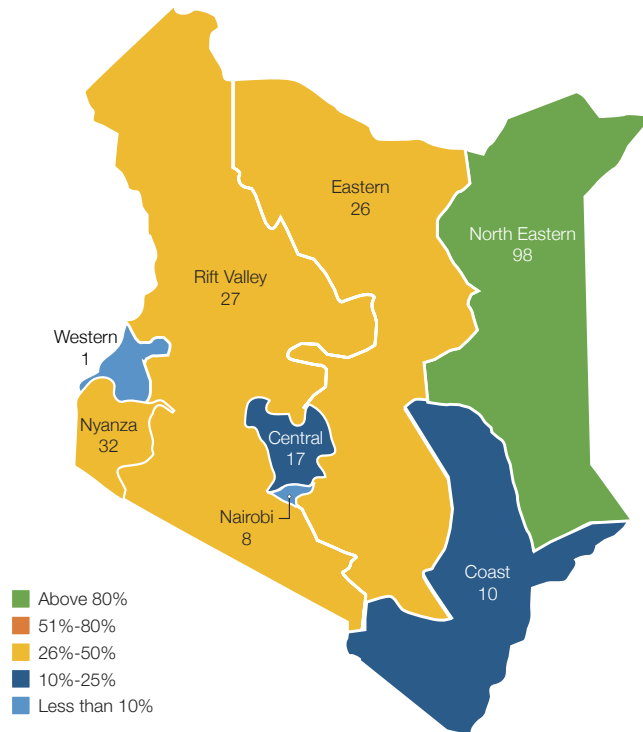 Eastern
26
North Eastern
98
Rift Valley
27
Western
1
Nyanza
32
Central
17
Nairobi
8
Coast
10
Above 80%
51%-80%
26%-50%
10%-25%
Less than 10%